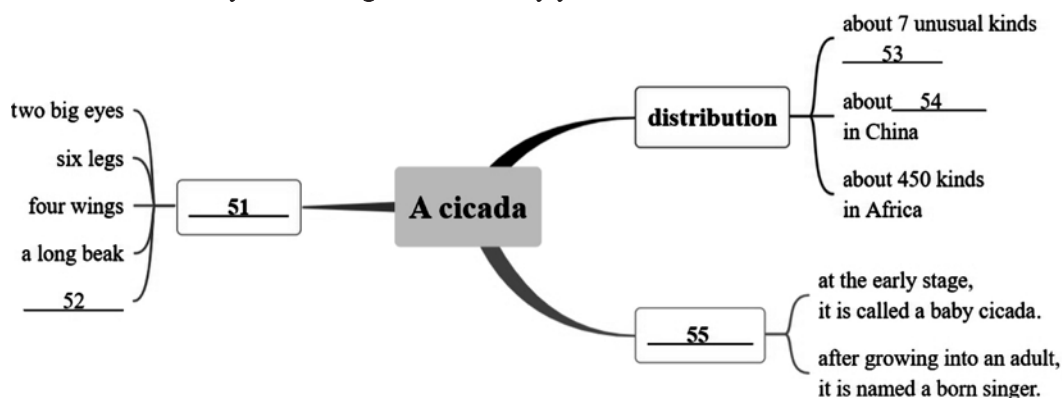 two big eyes
six legs
four wings
a long beak
52
51
A cicada
distribution
about 7 unusual kinds
53
about 54
in China
about 450 kinds
in Africa
55
at the early stage,
it is called a baby cicada.
after growing into an adult,
it is named a born singer.